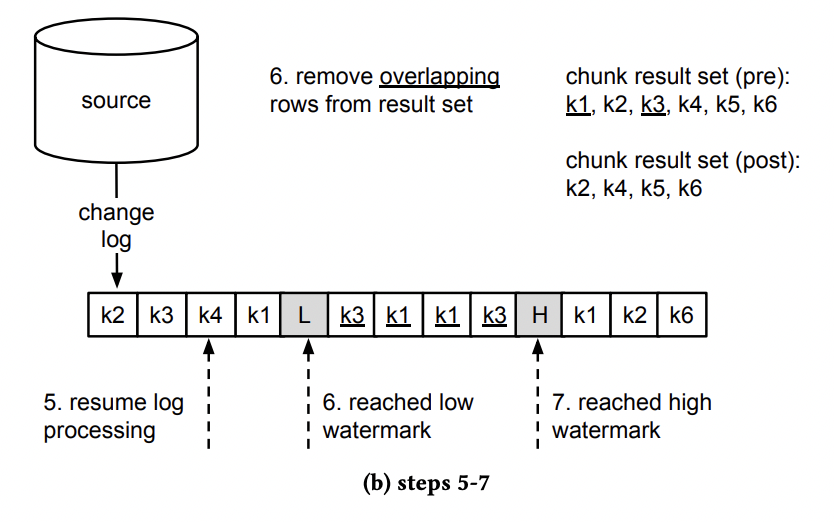 source
6. remove overlapping
rows from result set
chunk result set (pre):
k1, k2, k3, k4, k5, k6
chunk result set (post):
k2, k4, k5, k6
change
log
k2 k3 k4 k1 L k3 k1 k1 k3 H k1 k2 k6
5. resume log
processing
6. reached low
watermark
7. reached high
watermark
(b) steps 5-7